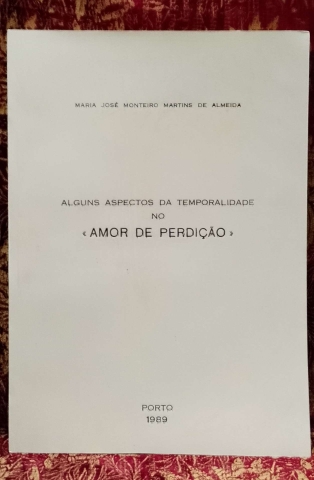 MARIA JOSÉ MONTEIRO MARTINS DE ALMEIDA
ALGUNS ASPECTOS DA TEMPORALIDADE
NO
« AMOR DE PERDIÇÃO »
PORTO
1989